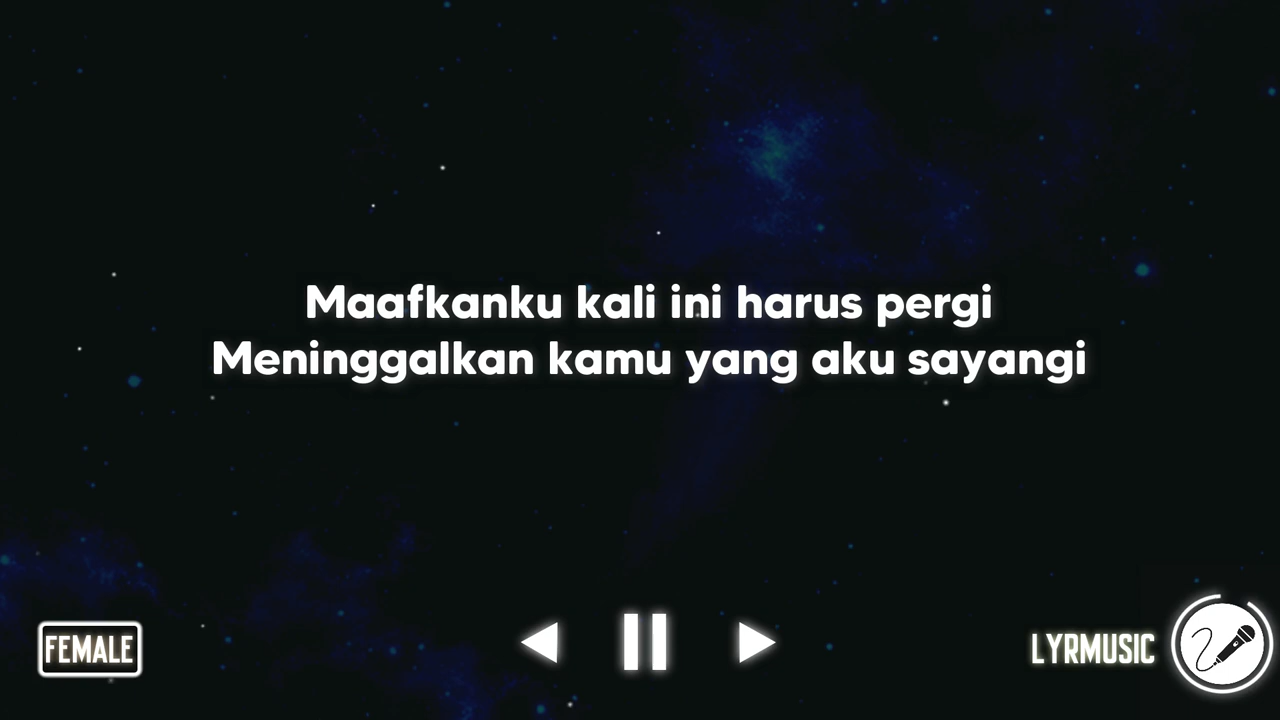 Maafkanku kali ini harus pergi
Meninggalkan kamu yang aku sayangi
FEMALE
LYRMUSIC